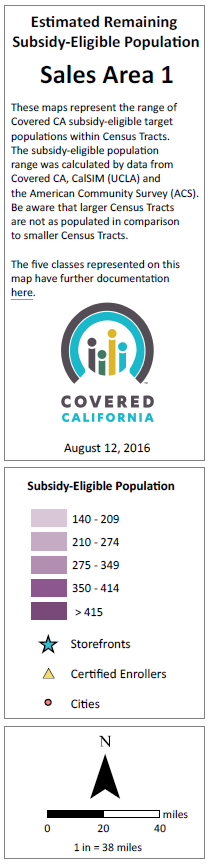 Estimated Remaining
Subsidy-Eligible Population
Sales Area 1
These maps represent the range of
Covered CA subsidy-eligible target
populations within Census Tracts.
The subsidy-eligible population
range was calculated by data from
Covered CA, CalSIM (UCLA) and
the American Community Survey (ACS).
Be aware that larger Census Tracts
are not as populated in comparison
to smaller Census Tracts.
The five classes represented on this
map have further documentation
here.
COVERED
CALIFORNIA
August 12, 2016
Subsidy-Eligible Population
140 - 209
210 - 274
275 - 349
350 - 414
> 415
Storefronts
Certified Enrollers
Cities
N
miles
0 20 40
1 in = 38 miles